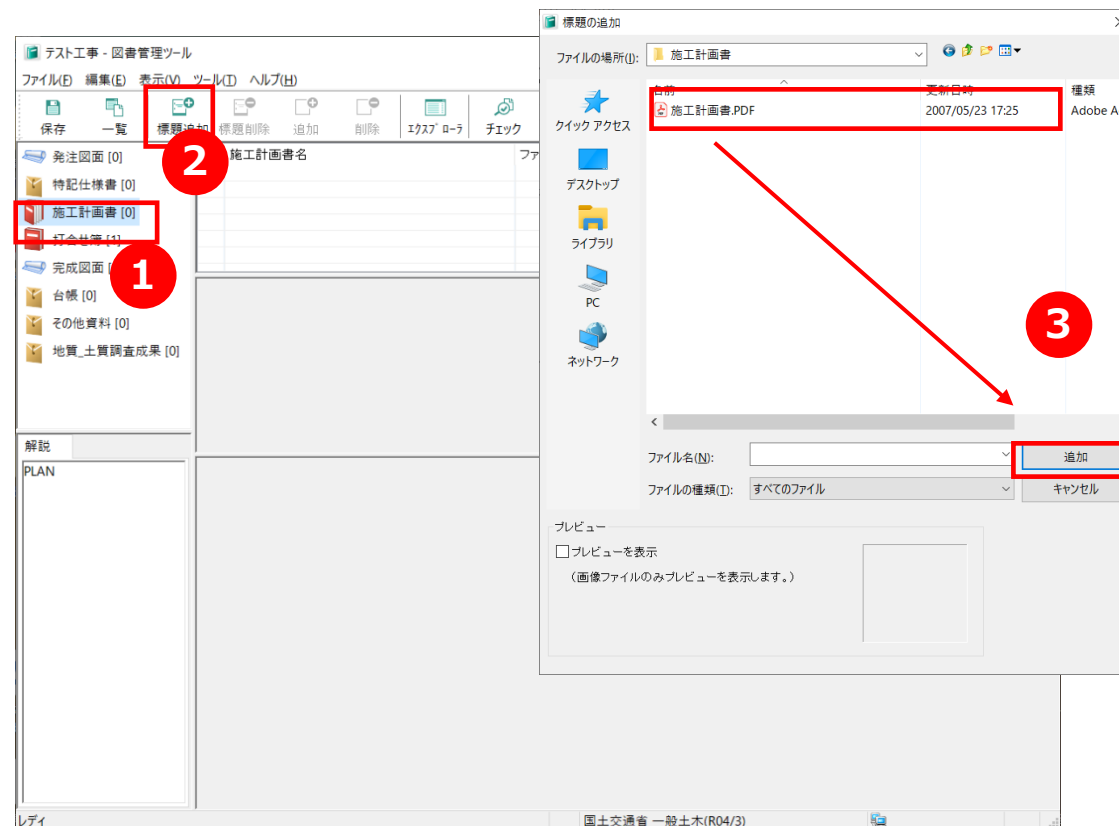 テスト工事 - 図書管理ツール
ファイル(F) 編集(E) 表示(V) ツール(T) ヘルプ(H)
保存 一覧 標題追加 標題削除 追加 削除 ｴｸｽﾌﾟﾛｰﾗ チェック
2
発注図面 [0]
特記仕様書 [0]
施工計画書 [0]
打合せ簿 [1]
完成図面
台帳 [0]
その他資料 [0]
地質_土質調査成果 [0]
1
施工計画書名 ファ
解説
PLAN
レディ 国土交通省 一般土木(R04/3)
標題の追加
ファイルの場所(I): 施工計画書
クイック アクセス
デスクトップ
ライブラリ
PC
ネットワーク
名前 更新日時 種類
施工計画書.PDF 2007/05/23 17:25 Adobe A
3
ファイル名(N): 追加
ファイルの種類(T): すべてのファイル キャンセル
プレビュー
プレビューを表示
（画像ファイルのみプレビューを表示します。）